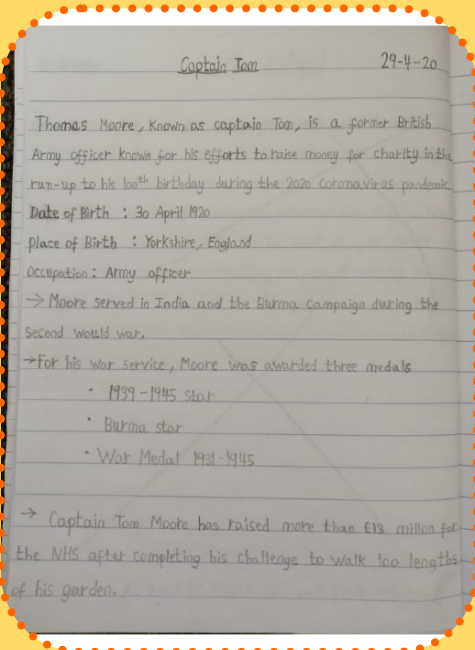 Captain Tom 29-4-20
Thomas Moore, Known as captain Tom, is a former British
Army officer known for his efforts to raise money for charity in the
run-up to his 100th birthday during the 2020 coronavirus pandemic
Date of Birth : 30 April 1920
place of Birth : Yorkshire, England
Occupation : Army officer
→ Moore served in India and the Burma campaign during the
second would war.
→ For his war service, Moore was awarded three medals
• 1939-1945 star
• Burma star
• War Medal 1931-1945
→ Captain Tom Moore has raised more than £13 millon for
the NHS after completing his challenge to walk 100 lengths
of his garden.